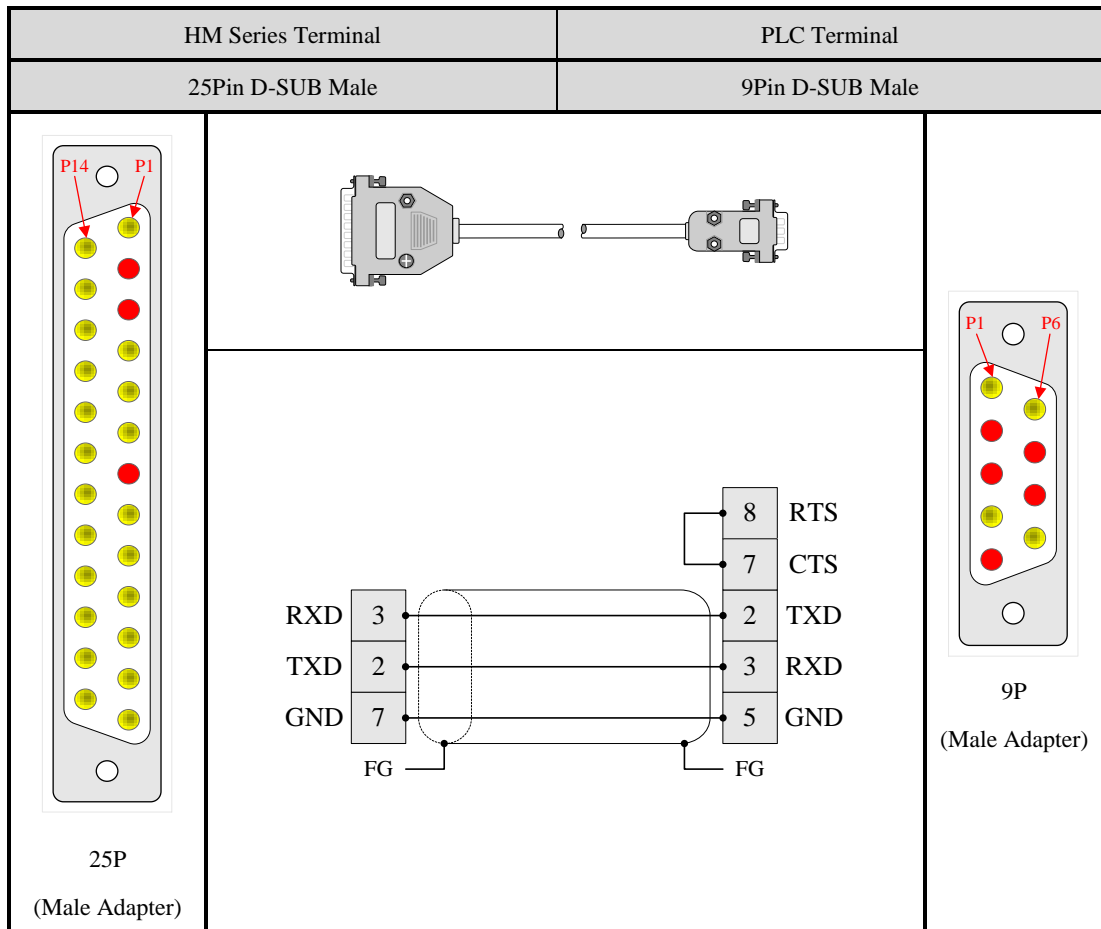 HM Series Terminal
PLC Terminal
25Pin D-SUB Male
9Pin D-SUB Male
P14 P1
25P
(Male Adapter)
8 RTS
7 CTS
RXD 3 2 TXD
TXD 2 3 RXD
GND 7 5 GND
FG FG
P1 P6
9P
(Male Adapter)